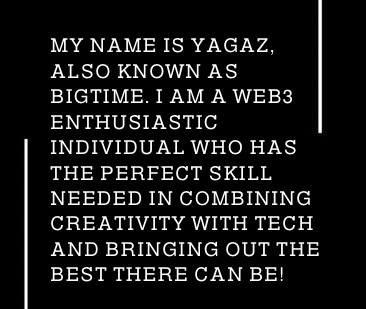 MY NAME IS YAGAZ,
ALSO KNOWN AS
BIGTIME. I AM A WEB3
ENTHUSIASTIC
INDIVIDUAL WHO HAS
THE PERFECT SKILL
NEEDED IN COMBINING
CREATIVITY WITH TECH
AND BRINGING OUT THE
BEST THERE CAN BE!